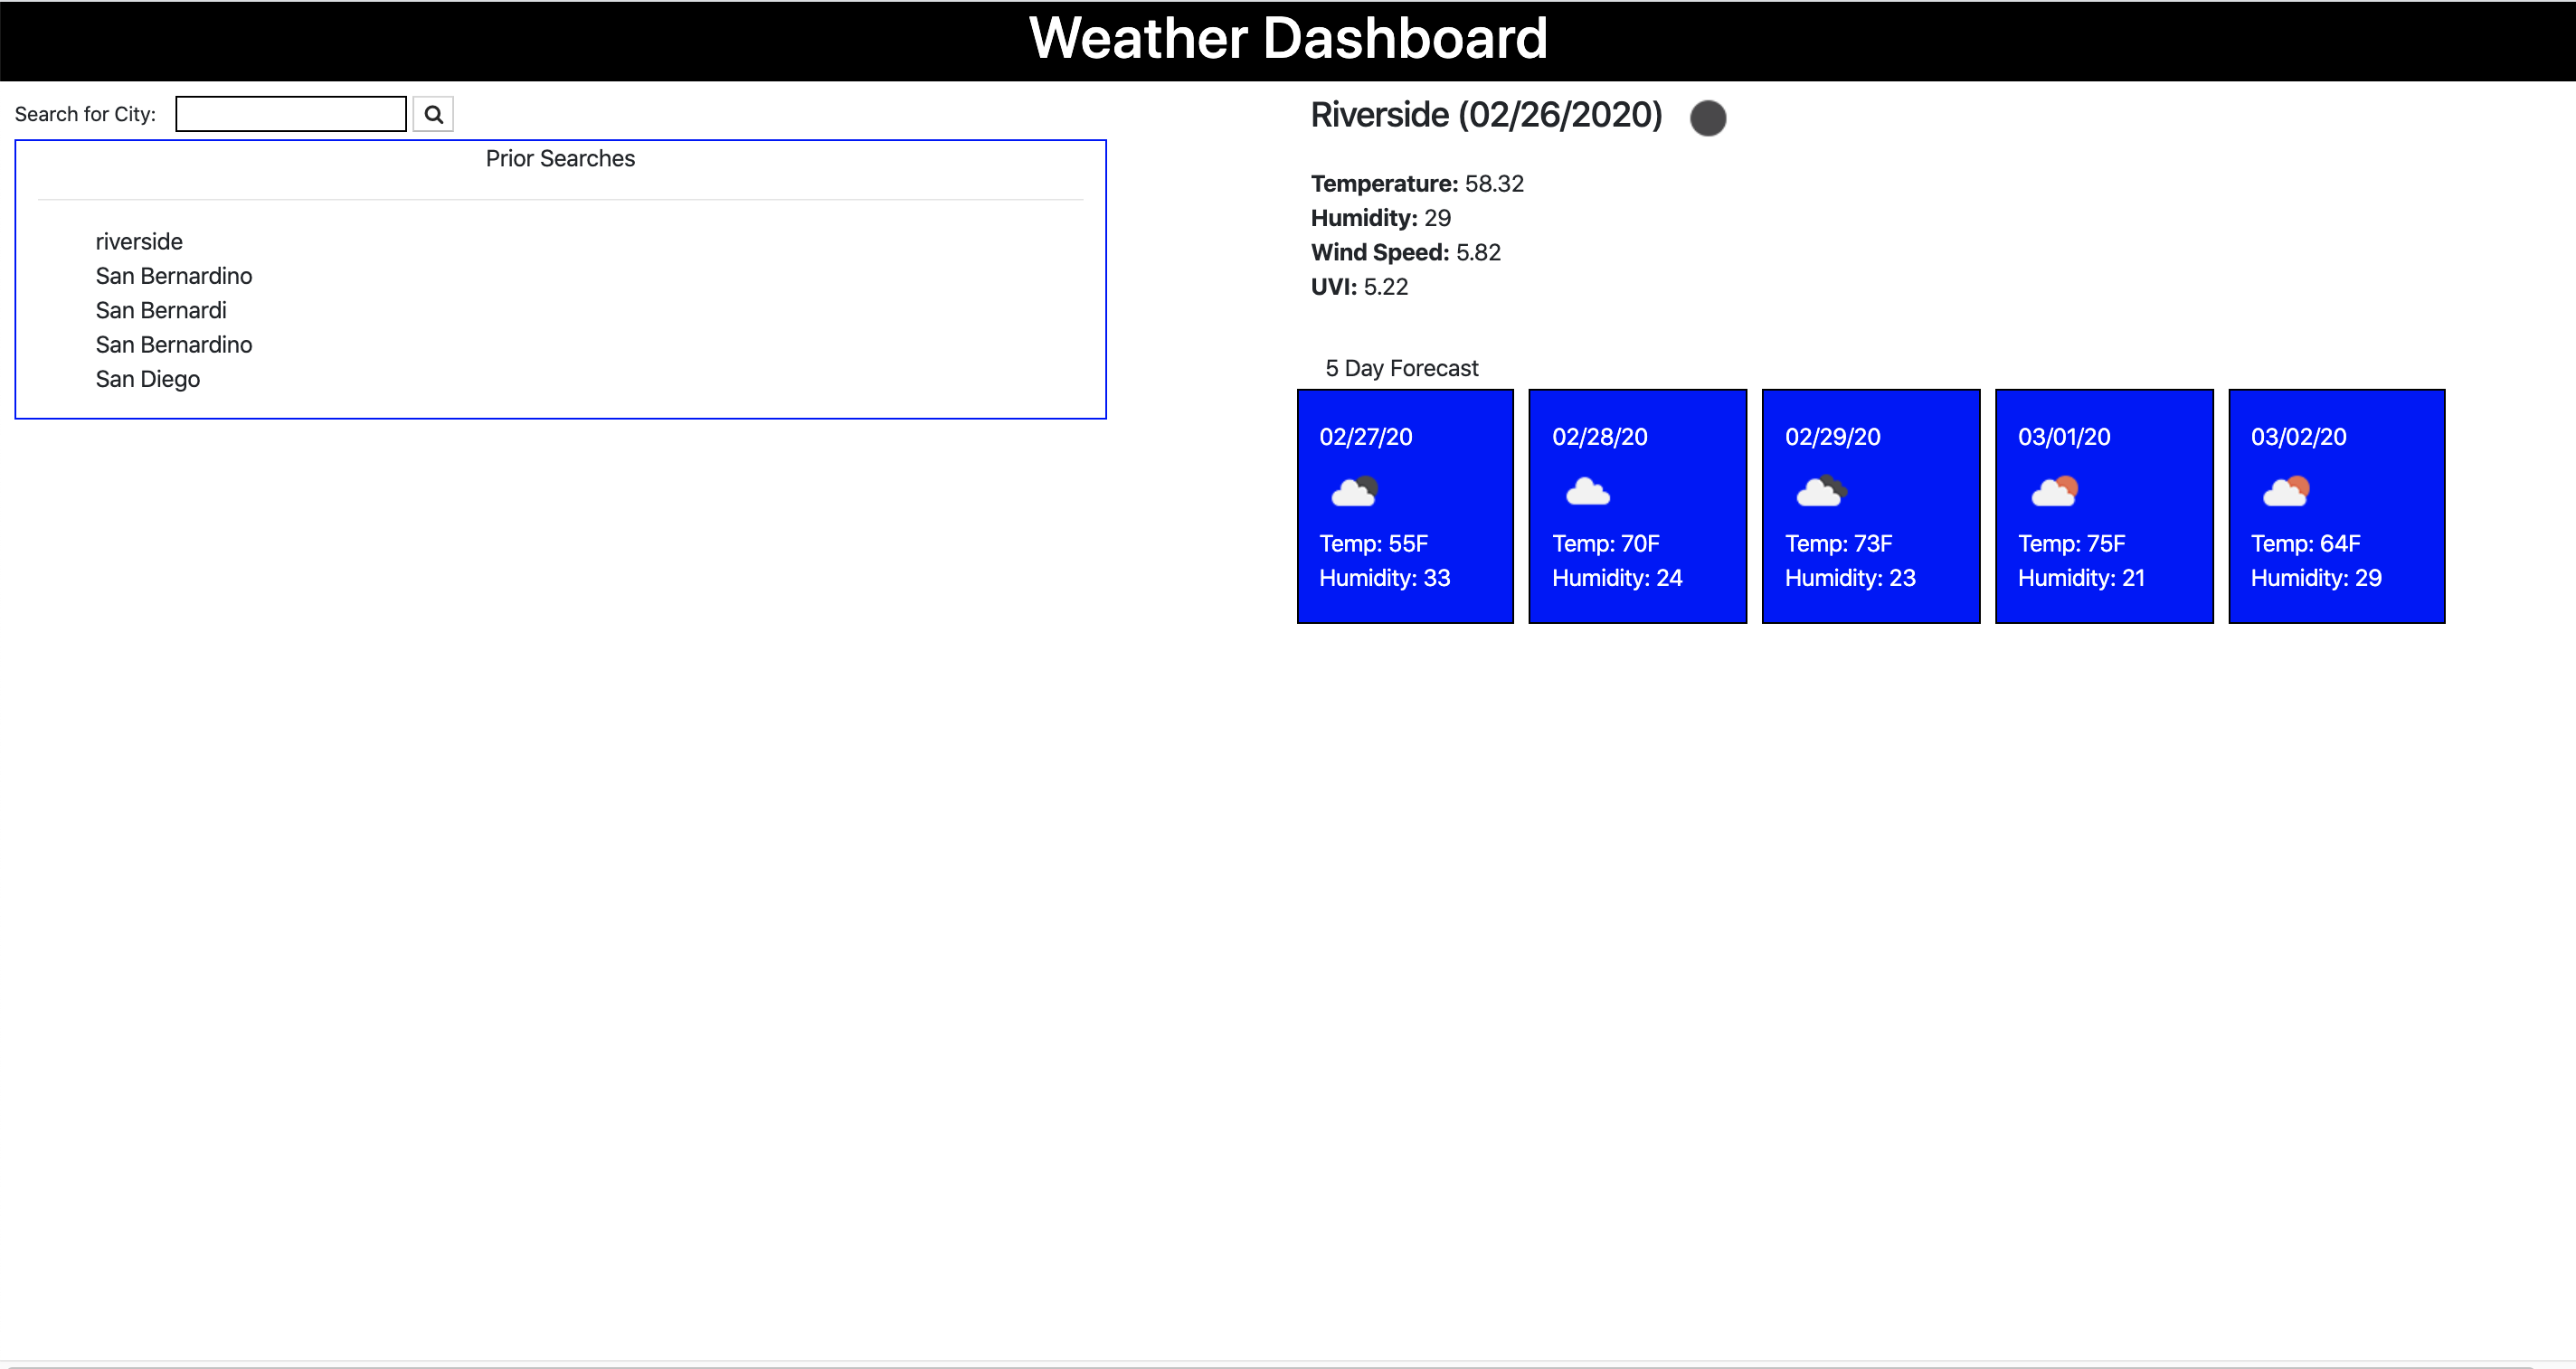 Weather Dashboard
Search for City:
Prior Searches
riverside
San Bernardino
San Bernardi
San Bernardino
San Diego
Riverside (02/26/2020)
Temperature: 58.32
Humidity: 29
Wind Speed: 5.82
UVI: 5.22
5 Day Forecast
02/27/20
Temp: 55F
Humidity: 33
02/28/20
Temp: 70F
Humidity: 24
02/29/20
Temp: 73F
Humidity: 23
03/01/20
Temp: 75F
Humidity: 21
03/02/20
Temp: 64F
Humidity: 29